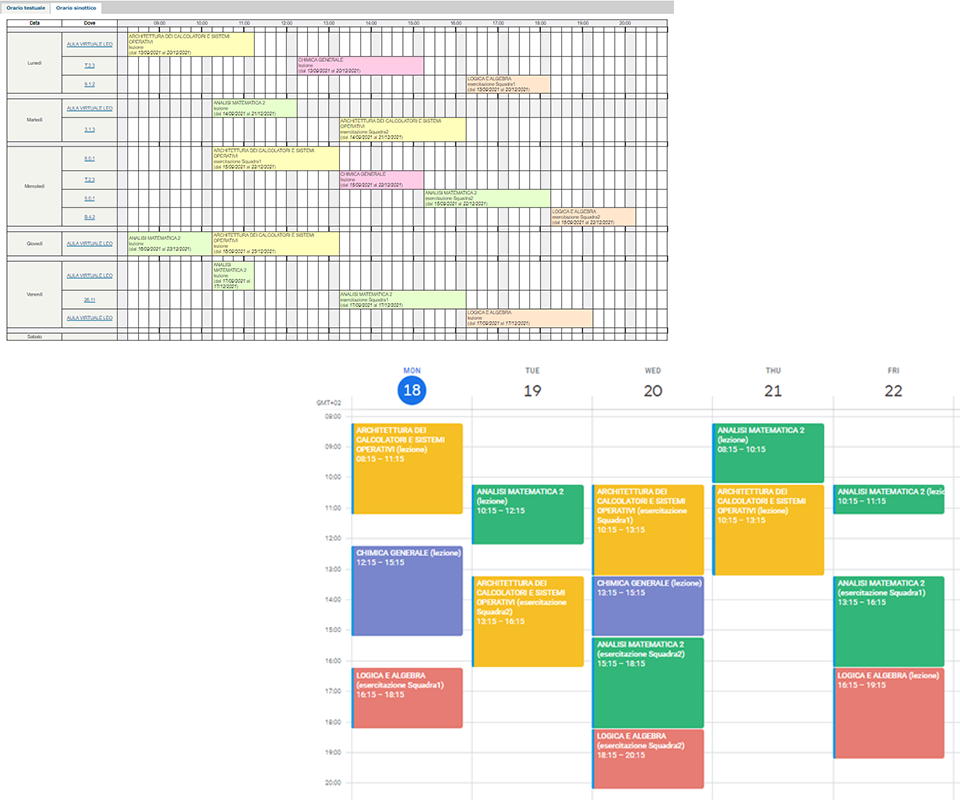 Orario testuale Orario sinottico
Data Dove 09:00 10:00 11:00 12:00 13:00 14:00 15:00 16:00 17:00 18:00 19:00 20:00
Lunedì
AULA VIRTUALE LEO
ARCHITETTURA DEI CALCOLATORI E SISTEMI
OPERATIVI
lezione
(dal 13/09/2021 al 20/12/2021)
T.2.3
CHIMICA GENERALE
lezione
(dal 13/09/2021 al 20/12/2021)
9.1.2
LOGICA E ALGEBRA
esercitazione Squadra1
(dal 13/09/2021 al 20/12/2021)
Martedì
AULA VIRTUALE LEO
ANALISI MATEMATICA 2
lezione
(dal 14/09/2021 al 21/12/2021)
3.1.3
ARCHITETTURA DEI CALCOLATORI E SISTEMI
OPERATIVI
esercitazione Squadra2
(dal 14/09/2021 al 21/12/2021)
Mercoledì
ARCHITETTURA DEI CALCOLATORI E SISTEMI
OPERATIVI
esercitazione Squadra1
(dal 15/09/2021 al 22/12/2021)
T.2.3
CHIMICA GENERALE
lezione
(dal 15/09/2021 al 22/12/2021)
ANALISI MATEMATICA 2
esercitazione Squadra2
(dal 15/09/2021 al 22/12/2021)
B.4.2
LOGICA E ALGEBRA
esercitazione Squadra2
(dal 15/09/2021 al 22/12/2021)
Giovedì
AULA VIRTUALE LEO
ANALISI MATEMATICA 2
lezione
(dal 16/09/2021 al 23/12/2021)
ARCHITETTURA DEI CALCOLATORI E SISTEMI
OPERATIVI
lezione
(dal 16/09/2021 al 23/12/2021)
Venerdì
AULA VIRTUALE LEO
ANALISI
MATEMATICA 2
lezione
(dal 17/09/2021 al
17/12/2021)
26.11
ANALISI MATEMATICA 2
esercitazione Squadra1
(dal 17/09/2021 al 17/12/2021)
AULA VIRTUALE LEO
LOGICA E ALGEBRA
lezione
(dal 17/09/2021 al 17/12/2021)
Sabato
MON TUE WED THU FRI
18 19 20 21 22
GMT+02
08:00
09:00
10:00
11:00
12:00
13:00
14:00
15:00
16:00
17:00
18:00
19:00
20:00
ARCHITETTURA DEI
CALCOLATORI E SISTEMI
OPERATIVI (lezione)
08:15 – 11:15
CHIMICA GENERALE (lezione)
12:15 – 15:15
LOGICA E ALGEBRA
(esercitazione Squadra1)
16:15 – 18:15
ANALISI MATEMATICA 2
(lezione)
10:15 – 12:15
ARCHITETTURA DEI
CALCOLATORI E SISTEMI
OPERATIVI (esercitazione
Squadra2)
13:15 – 16:15
ARCHITETTURA DEI
CALCOLATORI E SISTEMI
OPERATIVI (esercitazione
Squadra1)
10:15 – 13:15
CHIMICA GENERALE (lezione)
13:15 – 15:15
ANALISI MATEMATICA 2
(esercitazione Squadra2)
15:15 – 18:15
LOGICA E ALGEBRA
(esercitazione Squadra2)
18:15 – 20:15
ANALISI MATEMATICA 2
(lezione)
08:15 – 10:15
ARCHITETTURA DEI
CALCOLATORI E SISTEMI
OPERATIVI (lezione)
10:15 – 13:15
ANALISI MATEMATICA 2 (lezic
10:15 – 11:15
ANALISI MATEMATICA 2
(esercitazione Squadra1)
13:15 – 16:15
LOGICA E ALGEBRA (lezione)
16:15 – 19:15